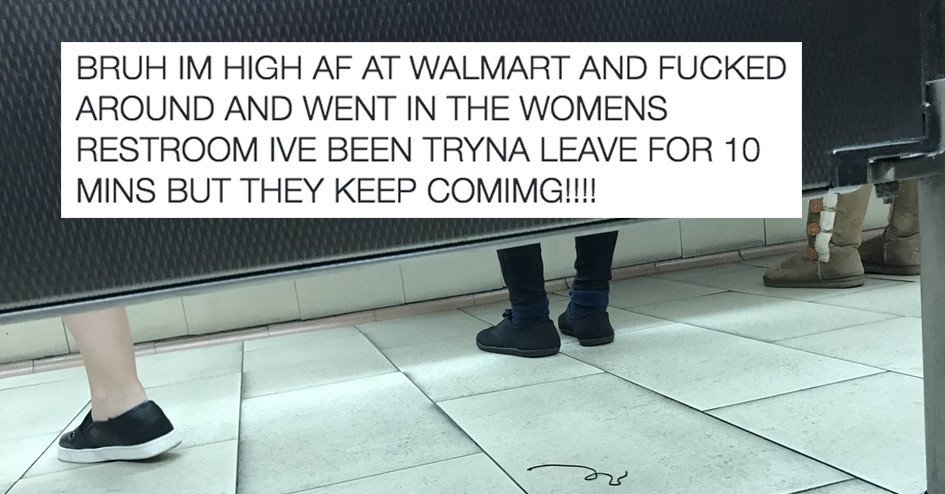 BRUH IM HIGH AF AT WALMART AND FUCKED
AROUND AND WENT IN THE WOMENS
RESTROOM IVE BEEN TRYNA LEAVE FOR 10
MINS BUT THEY KEEP COMIMG!!!!